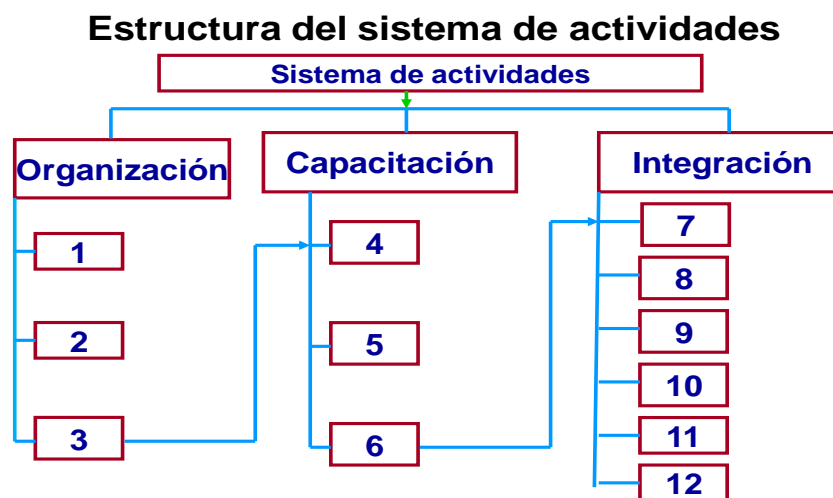 Estructura del sistema de actividades
Sistema de actividades
Organización
Capacitación
Integración
1
2
3
4
5
6
7
8
9
10
11
12